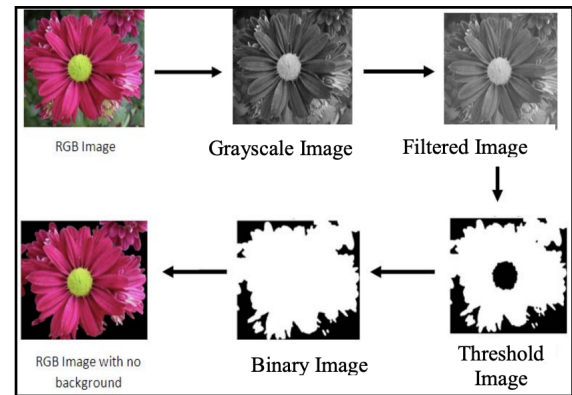 RGB Image
Grayscale Image
Filtered Image
RGB Image with no
background
Binary Image
Threshold
Image